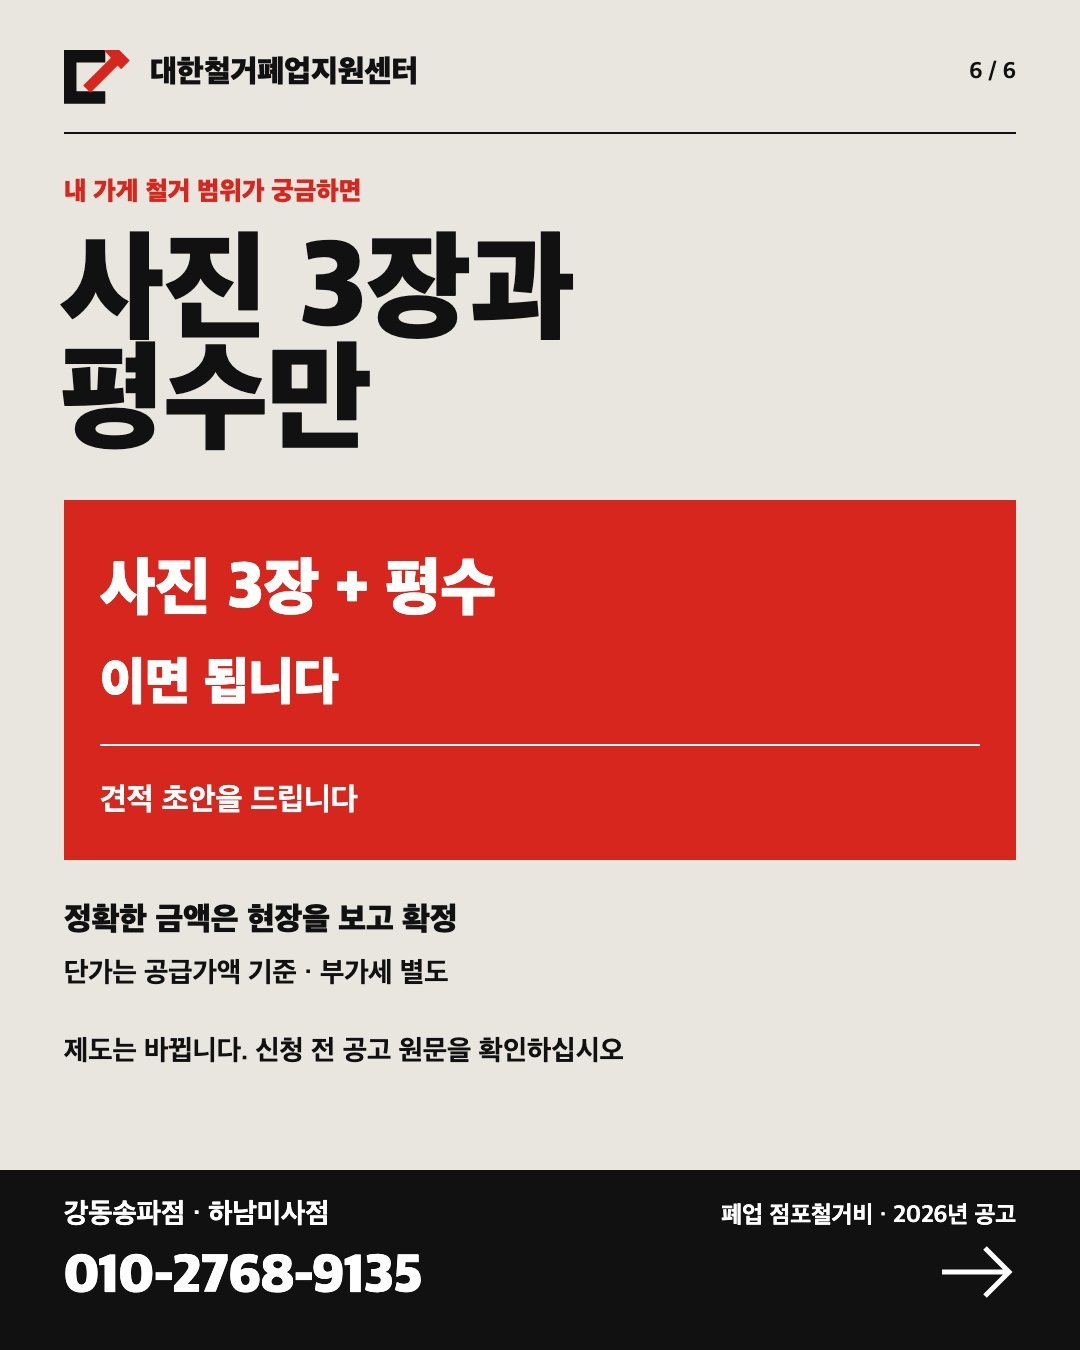 대한철거폐업지원센터
6 / 6
내 가게 철거 범위가 궁금하면
사진 3장과
평수만
사진 3장 + 평수
이면 됩니다
견적 초안을 드립니다
정확한 금액은 현장을 보고 확정
단가는 공급가액 기준 · 부가세 별도
제도는 바뀝니다. 신청 전 공고 원문을 확인하십시오
강동송파점 · 하남미사점
폐업 점포철거비 · 2026년 공고
010-2768-9135